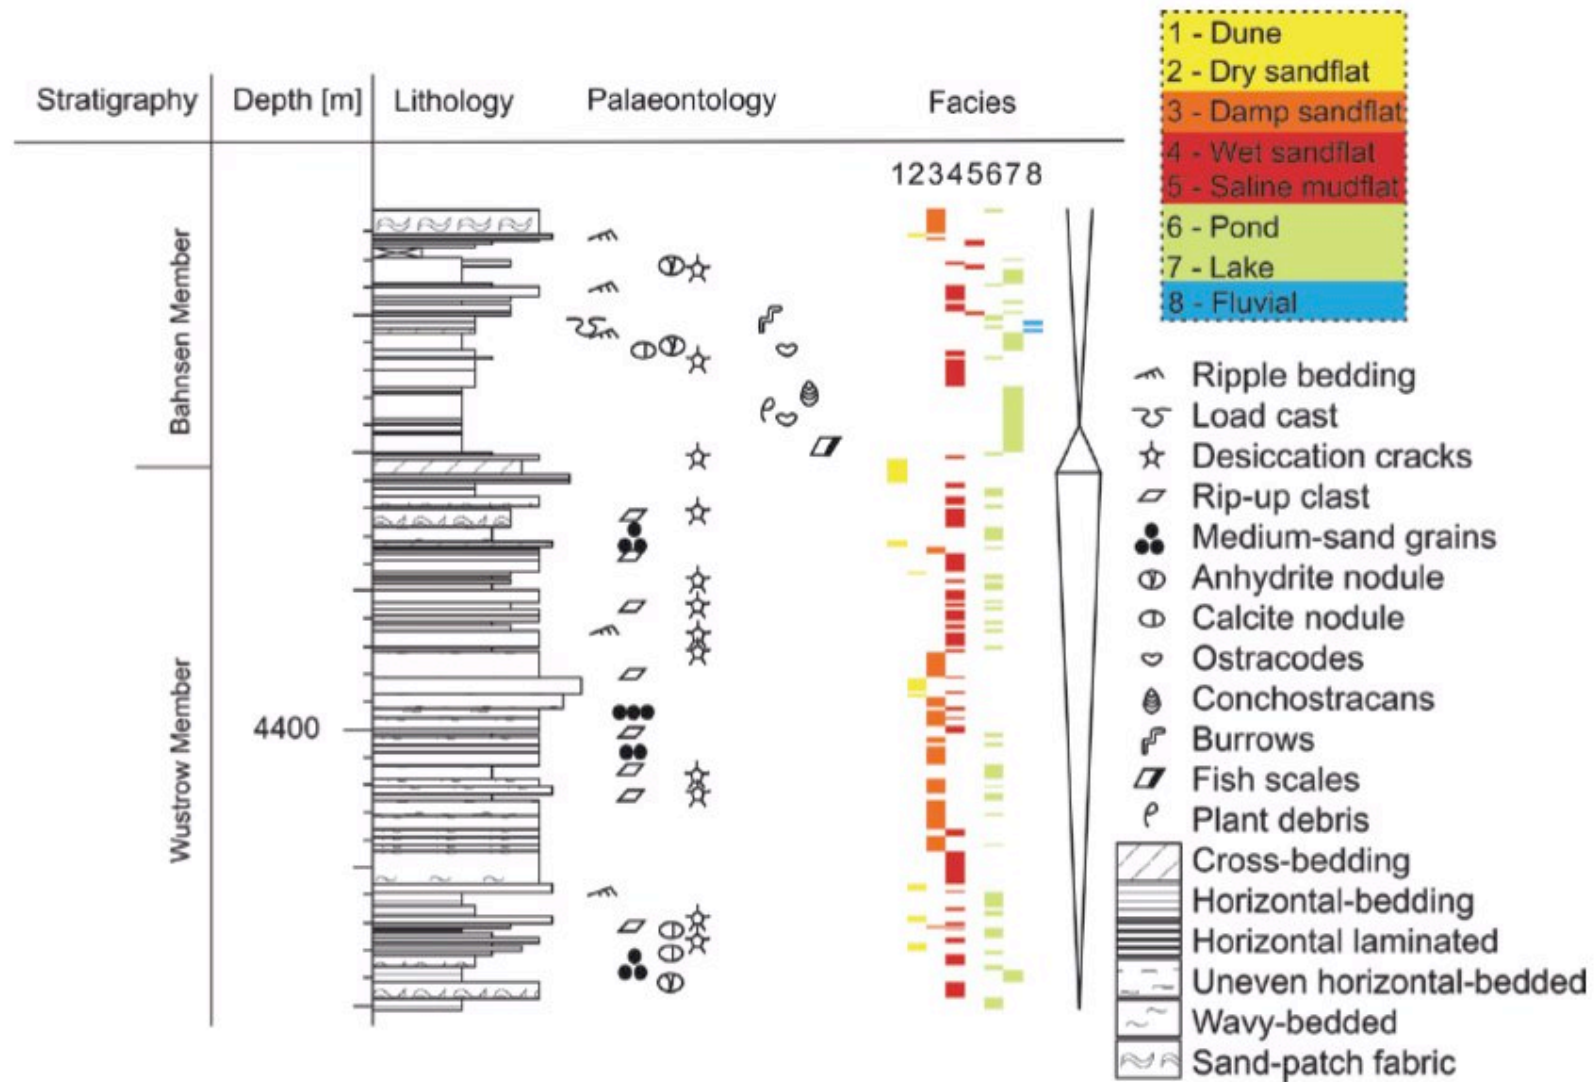 Stratigraphy Depth [m] Lithology Palaeontology Facies
12345678
1 - Dune
2 - Dry sandflat
3 - Damp sandflat
4 - Wet sandflat
5 - Saline mudflat
6 - Pond
7 - Lake
8 - Fluvial
Bahnsen Member
Wustrow Member
4400
Ripple bedding
Load cast
Desiccation cracks
Rip-up clast
Medium-sand grains
Anhydrite nodule
Calcite nodule
Ostracodes
Conchostracans
Burrows
Fish scales
Plant debris
Cross-bedding
Horizontal-bedding
Horizontal laminated
Uneven horizontal-bedded
Wavy-bedded
Sand-patch fabric